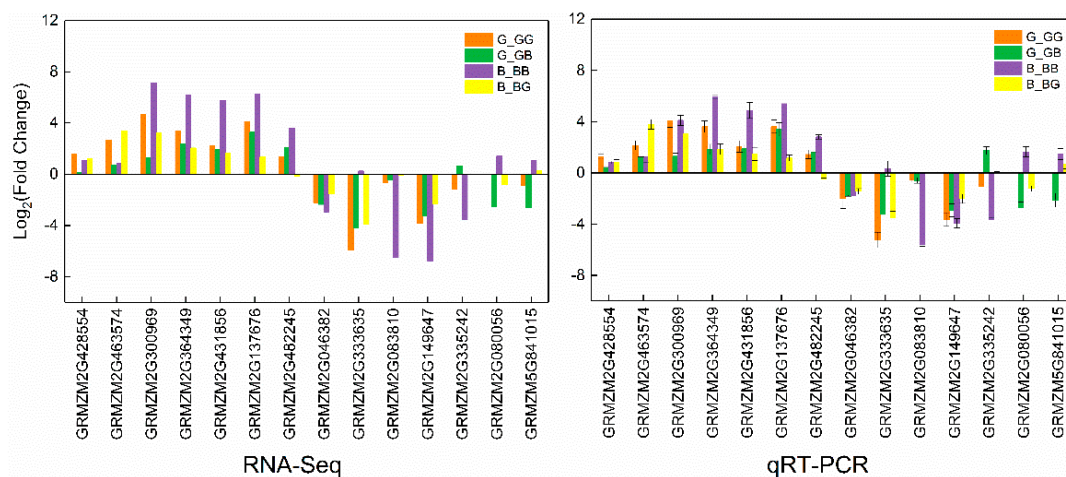 12
8
4
0
-4
-8
Log2(Fold Change)
G_GG
G_GB
B_BB
B_BG
GRMZM2G428554
GRMZM2G463574
GRMZM2G300969
GRMZM2G364349
GRMZM2G431856
GRMZM2G137676
GRMZM2G482245
GRMZM2G046382
GRMZM2G333635
GRMZM2G083810
GRMZM2G149647
GRMZM2G335242
GRMZM2G080056
GRMZM5G841015
RNA-Seq
12
8
4
0
-4
-8
G_GG
G_GB
B_BB
B_BG
GRMZM2G428554
GRMZM2G463574
GRMZM2G300969
GRMZM2G364349
GRMZM2G431856
GRMZM2G137676
GRMZM2G482245
GRMZM2G046382
GRMZM2G333635
GRMZM2G083810
GRMZM2G149647
GRMZM2G335242
GRMZM2G080056
GRMZM5G841015
qRT-PCR